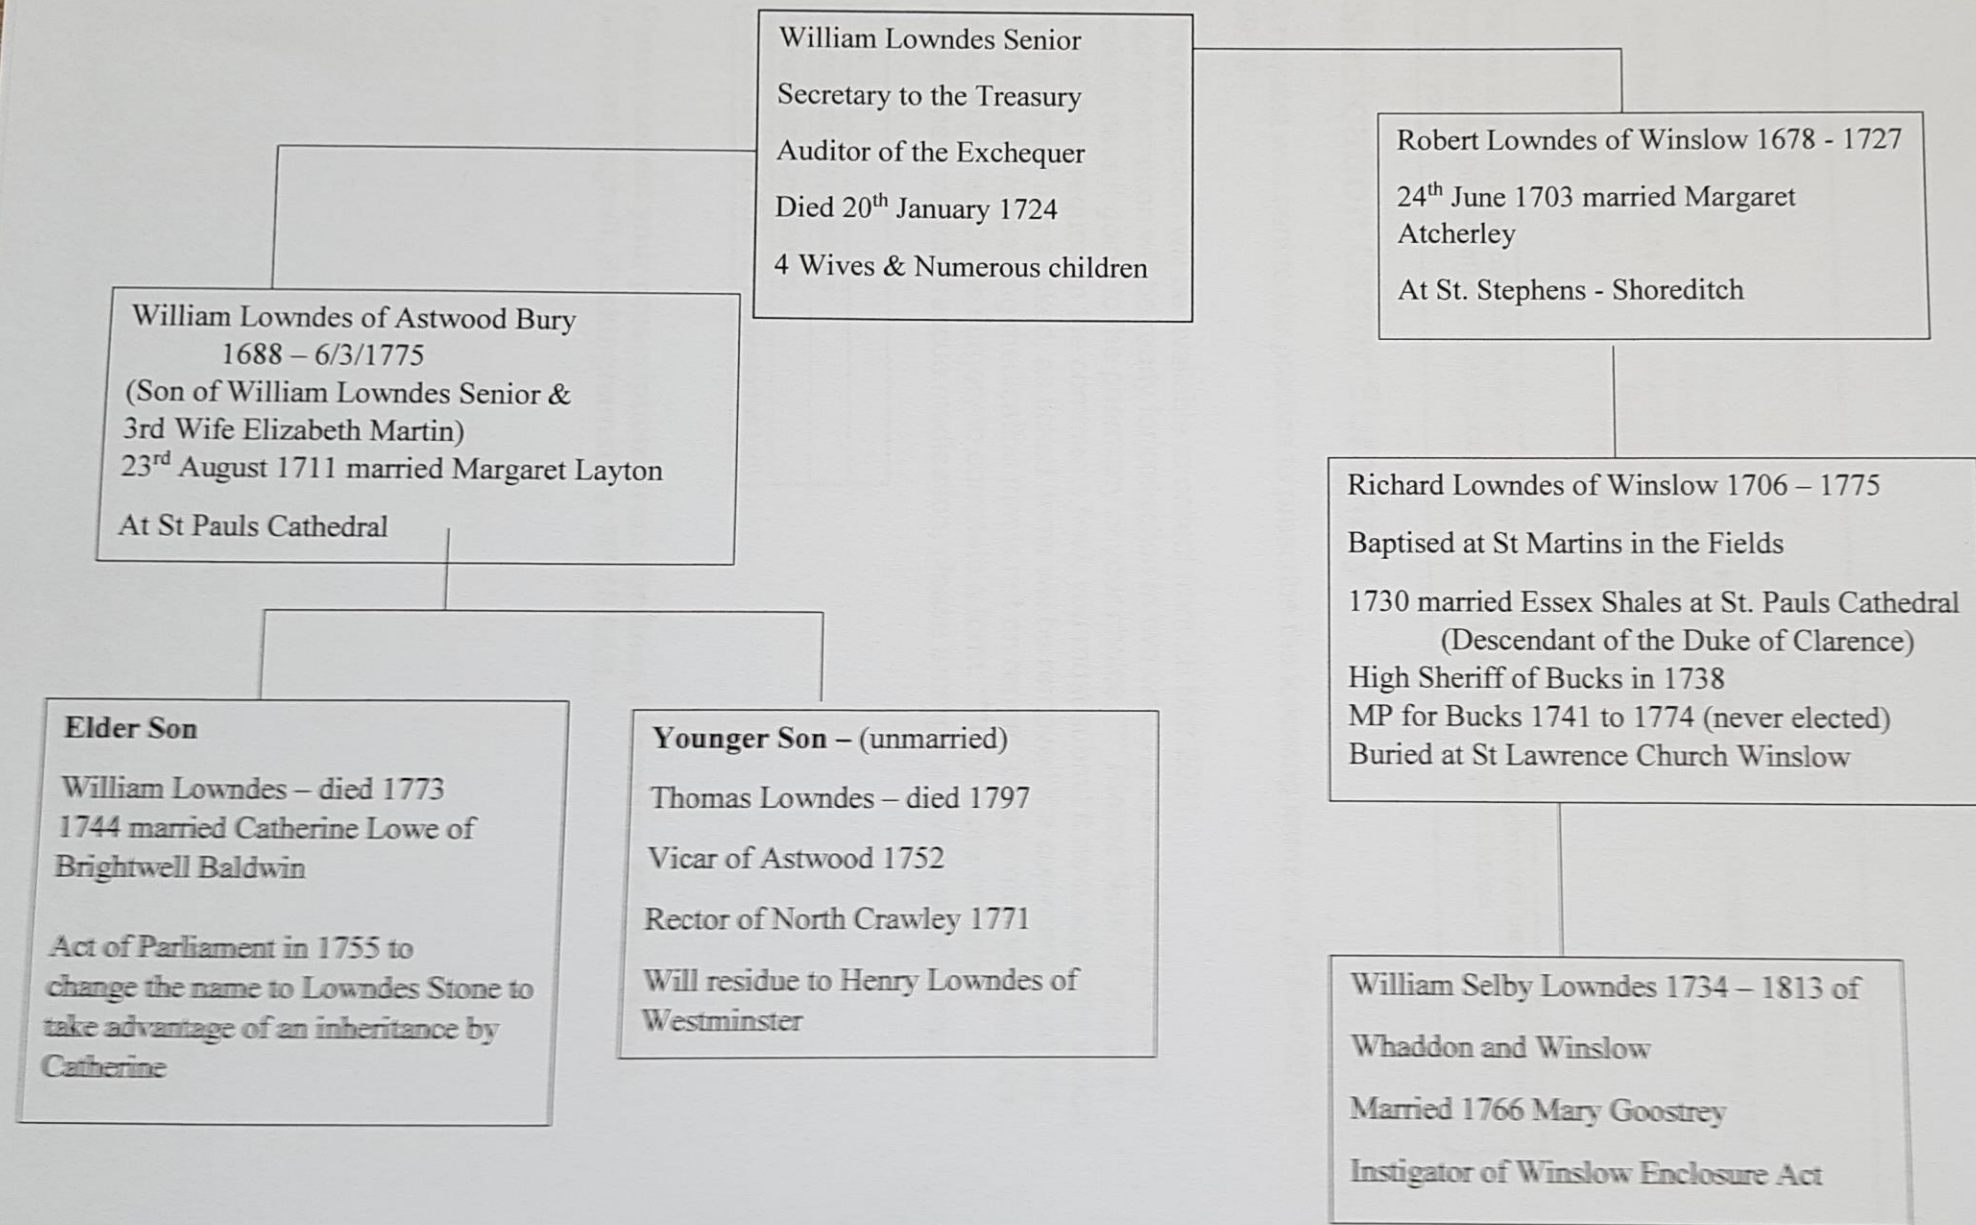 William Lowndes Senior
Secretary to the Treasury
Auditor of the Exchequer
Died 20th January 1724
4 Wives & Numerous children
Robert Lowndes of Winslow 1678 - 1727
24th June 1703 married Margaret
Atcherley
At St. Stephens - Shoreditch
William Lowndes of Astwood Bury
1688 – 6/3/1775
(Son of William Lowndes Senior &
3rd Wife Elizabeth Martin)
23rd August 1711 married Margaret Layton
At St Pauls Cathedral
Richard Lowndes of Winslow 1706 – 1775
Baptised at St Martins in the Fields
1730 married Essex Shales at St. Pauls Cathedral
(Descendant of the Duke of Clarence)
High Sheriff of Bucks in 1738
MP for Bucks 1741 to 1774 (never elected)
Buried at St Lawrence Church Winslow
Elder Son
William Lowndes – died 1773
1744 married Catherine Lowe of
Brightwell Baldwin
Act of Parliament in 1755 to
change the name to Lowndes Stone to
take advantage of an inheritance by
Catherine
Younger Son – (unmarried)
Thomas Lowndes – died 1797
Vicar of Astwood 1752
Rector of North Crawley 1771
Will residue to Henry Lowndes of
Westminster
William Selby Lowndes 1734 – 1813 of
Whaddon and Winslow
Married 1766 Mary Goostrey
Instigator of Winslow Enclosure Act